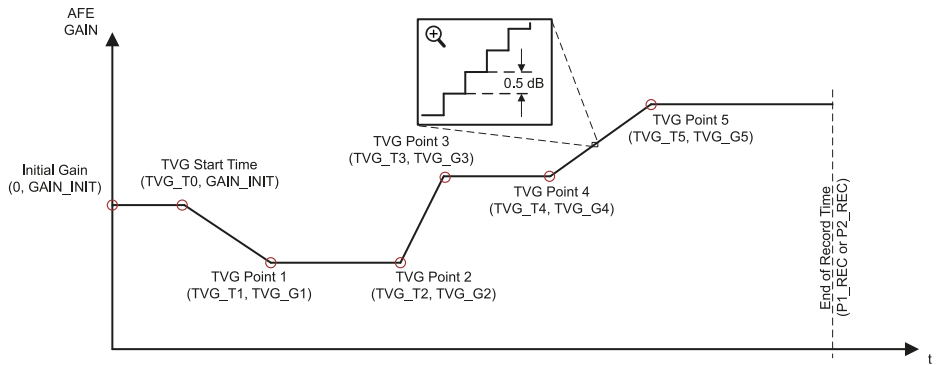 AFE
GAIN
0.5 dB
TVG Point 5
(TVG_T5, TVG_G5)
TVG Point 3
(TVG_T3, TVG_G3)
TVG Start Time
(TVG_T0, GAIN_INIT)
Initial Gain
(0, GAIN_INIT)
TVG Point 4
(TVG_T4, TVG_G4)
TVG Point 1
(TVG_T1, TVG_G1)
TVG Point 2
(TVG_T2, TVG_G2)
End of Record Time
(P1_REC or P2_REC)
t